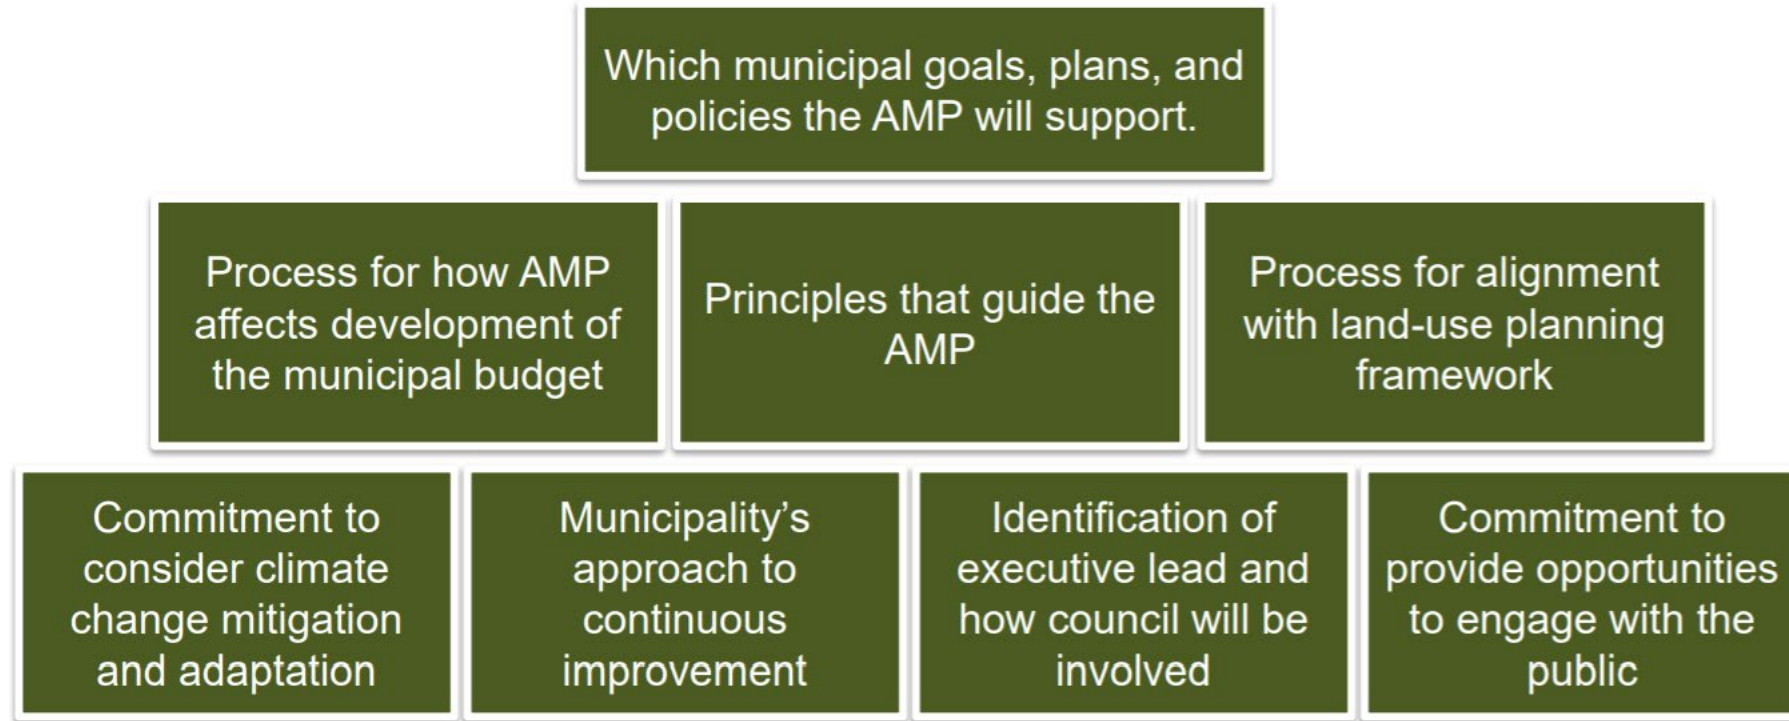 Which municipal goals, plans, and
policies the AMP will support.
Process for how AMP
affects development of
the municipal budget
Principles that guide the
AMP
Process for alignment
with land-use planning
framework
Commitment to
consider climate
change mitigation
and adaptation
Municipality’s
approach to
continuous
improvement
Identification of
executive lead and
how council will be
involved
Commitment to
provide opportunities
to engage with the
public